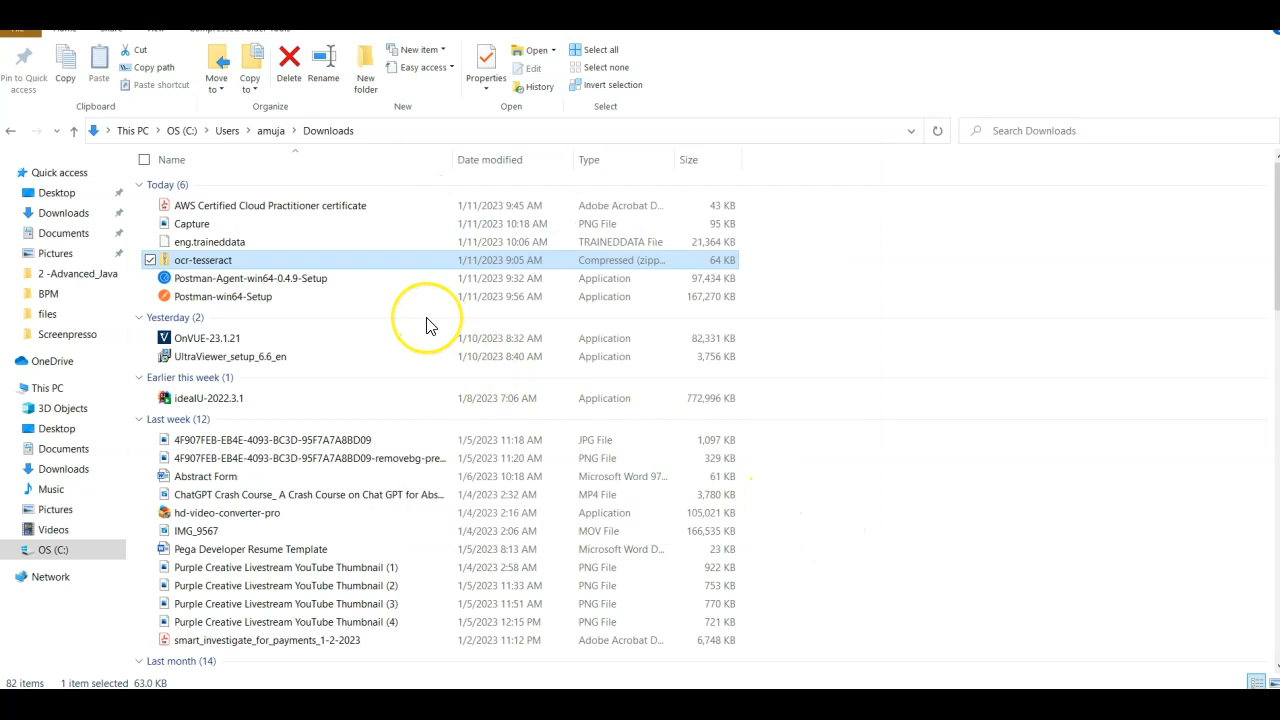 Cut
Copy path
Paste shortcut
Pin to Quick access
Copy
Paste
Clipboard
Move to
Copy to
Delete
Rename
Organize
New folder
New item
Easy access
New
Properties
Open
Edit
History
Open
Select all
Select none
Invert selection
Select
This PC > OS (C:) > Users > amuja > Downloads
Search Downloads
Quick access
Desktop
Downloads
Documents
Pictures
2 -Advanced_Java
BPM
files
Screenpresso
OneDrive
This PC
3D Objects
Desktop
Documents
Downloads
Music
Pictures
Videos
OS (C:)
Network
Name Date modified Type Size
Today (6)
AWS Certified Cloud Practitioner certificate 1/11/2023 9:45 AM Adobe Acrobat D... 43 KB
Capture 1/11/2023 10:18 AM PNG File 95 KB
eng.traineddata 1/11/2023 10:06 AM TRAINEDDATA File 21,364 KB
ocr-tesseract 1/11/2023 9:05 AM Compressed (zipp... 64 KB
Postman-Agent-win64-0.4.9-Setup 1/11/2023 9:32 AM Application 97,434 KB
Postman-win64-Setup 1/11/2023 9:56 AM Application 167,270 KB
Yesterday (2)
OnVUE-23.1.21 1/10/2023 8:32 AM Application 82,331 KB
UltraViewer_setup_6.6_en 1/10/2023 8:40 AM Application 3,756 KB
Earlier this week (1)
ideaIU-2022.3.1 1/8/2023 7:06 AM Application 772,996 KB
Last week (12)
4F907FEB-EB4E-4093-BC3D-95F7A7A8BD09 1/5/2023 11:18 AM JPG File 1,097 KB
4F907FEB-EB4E-4093-BC3D-95F7A7A8BD09-removebg-pre... 1/5/2023 11:20 AM PNG File 329 KB
Abstract Form 1/6/2023 10:18 AM Microsoft Word 97... 61 KB
ChatGPT Crash Course_ A Crash Course on Chat GPT for Abs... 1/4/2023 2:32 AM MP4 File 3,780 KB
hd-video-converter-pro 1/4/2023 2:16 AM Application 105,021 KB
IMG_9567 1/4/2023 2:06 AM MOV File 166,535 KB
Pega Developer Resume Template 1/5/2023 8:13 AM Microsoft Word D... 23 KB
Purple Creative Livestream YouTube Thumbnail (1) 1/4/2023 2:58 AM PNG File 922 KB
Purple Creative Livestream YouTube Thumbnail (2) 1/5/2023 11:33 AM PNG File 753 KB
Purple Creative Livestream YouTube Thumbnail (3) 1/5/2023 11:51 AM PNG File 770 KB
Purple Creative Livestream YouTube Thumbnail (4) 1/5/2023 12:15 PM PNG File 721 KB
smart_investigate_for_payments_1-2-2023 1/2/2023 11:12 PM Adobe Acrobat D... 6,748 KB
Last month (14)
82 items 1 item selected 63.0 KB